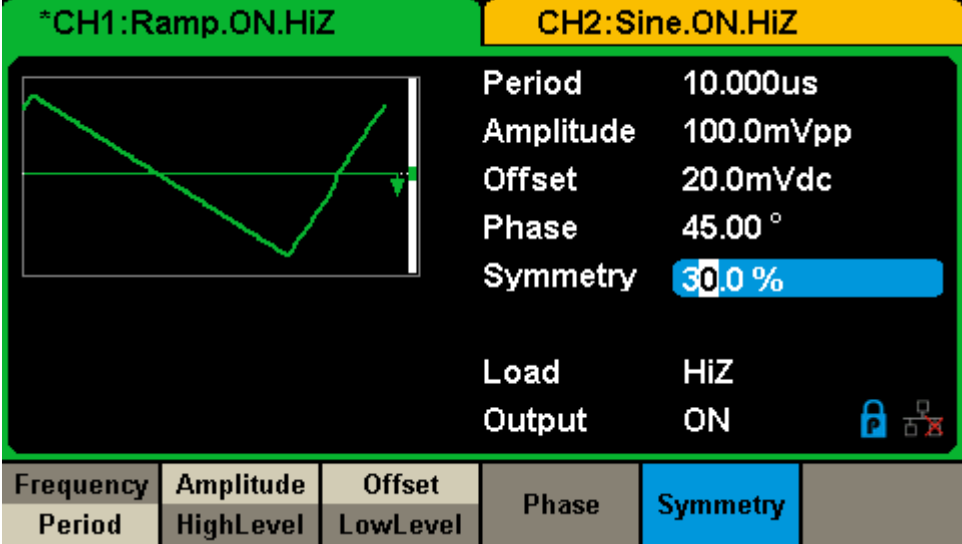 *CH1:Ramp.ON.HiZ CH2:Sine.ON.HiZ
Period 10.000us
Amplitude 100.0mVpp
Offset 20.0mVdc
Phase 45.00 °
Symmetry 30.0 %
Load HiZ
Output ON
P
Frequency Amplitude Offset Phase Symmetry
Period HighLevel LowLevel